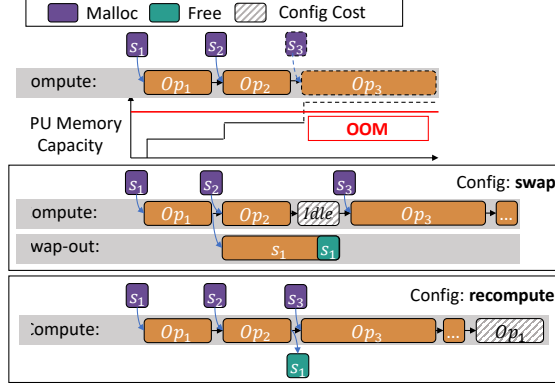 Malloc Free Config Cost
s1 s2 s3
ompute: Op1 Op2 Op3
PU Memory
Capacity
OOM
Config: swap
s1 s2 s3
ompute: Op1 Op2 Idle Op3 ...
wap-out: s1 s1
Config: recompute
s1 s2 s3
Compute: Op1 Op2 Op3 ... Op1
s1